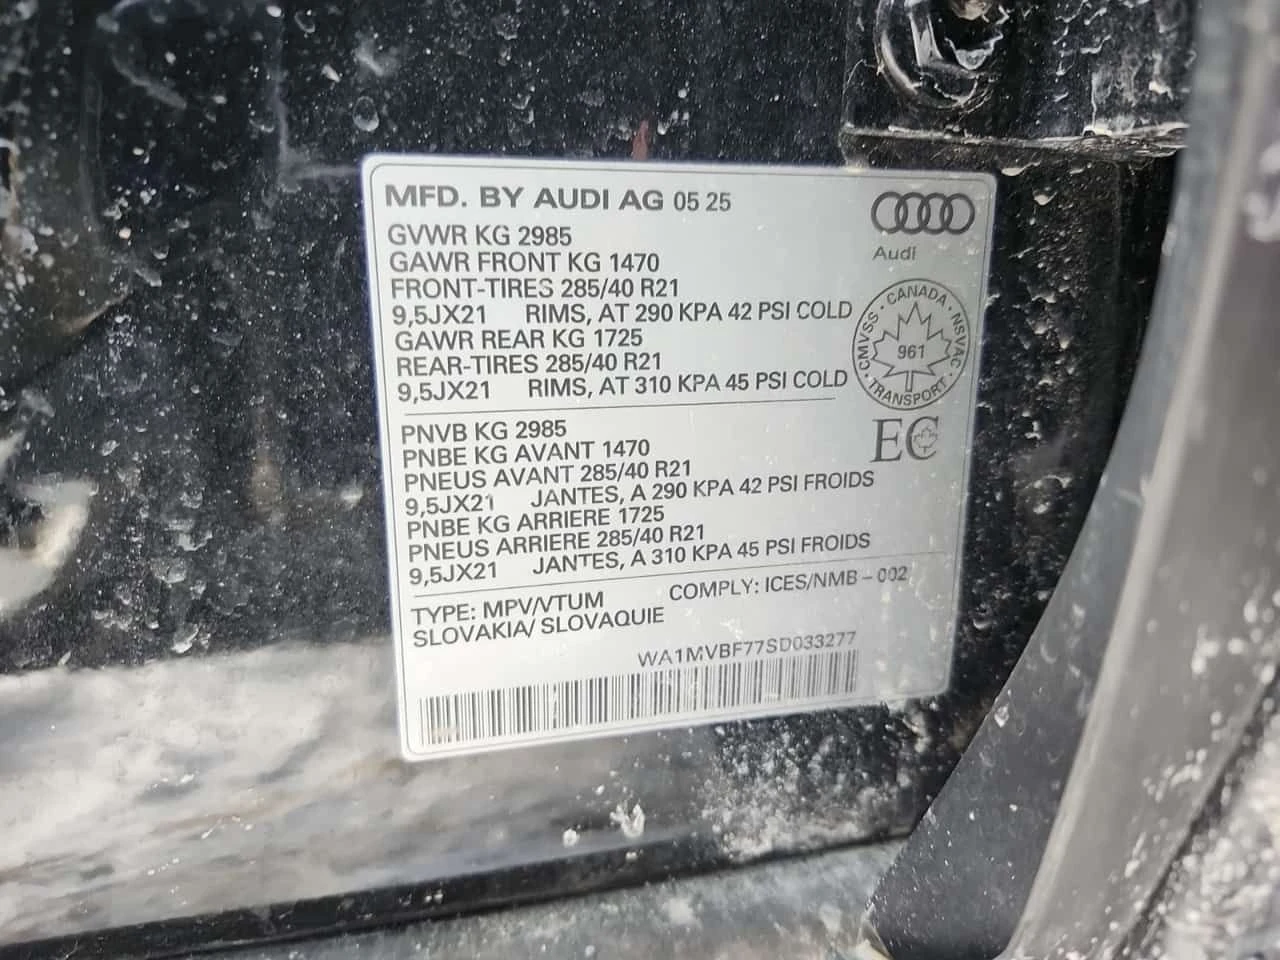 MFD. BY AUDI AG 05 25
Audi
GVWR KG 2985
GAWR FRONT KG 1470
FRONT-TIRES 285/40 R21
9,5JX21 RIMS, AT 290 KPA 42 PSI COLD
GAWR REAR KG 1725
REAR-TIRES 285/40 R21
9,5JX21 RIMS, AT 310 KPA 45 PSI COLD
· CANADA · NSVAC · TRANSPORT · CMVSS
961
EC
PNVB KG 2985
PNBE KG AVANT 1470
PNEUS AVANT 285/40 R21
9,5JX21 JANTES, A 290 KPA 42 PSI FROIDS
PNBE KG ARRIERE 1725
PNEUS ARRIERE 285/40 R21
9,5JX21 JANTES, A 310 KPA 45 PSI FROIDS
TYPE: MPV/VTUM COMPLY: ICES/NMB - 002
SLOVAKIA/ SLOVAQUIE
WA1MVBF77SD033277